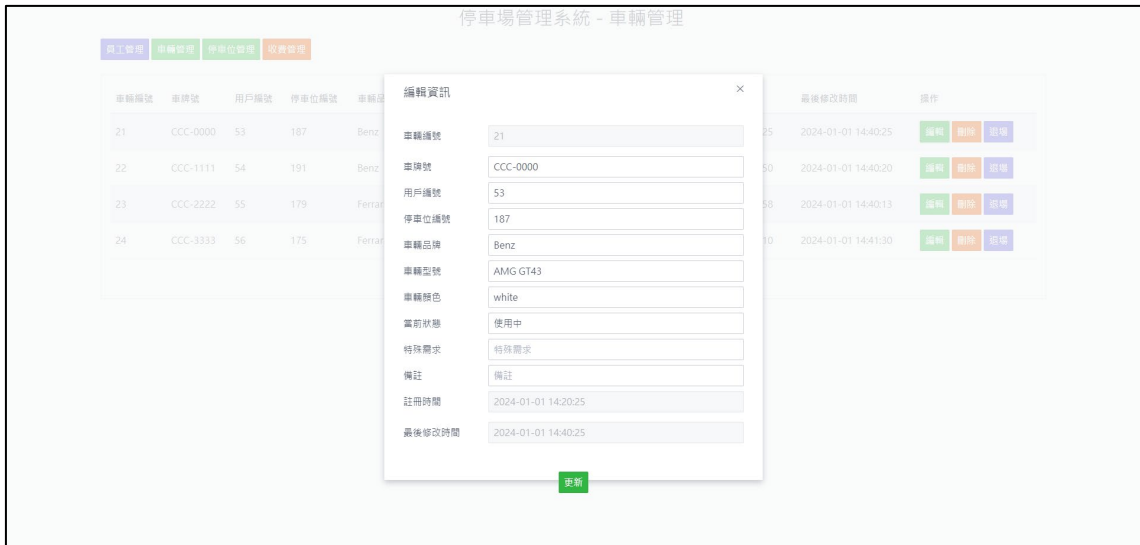 停車場管理系統 - 車輛管理
員工管理 車輛管理 停車位管理 收費管理
編輯資訊 ×
車輛編號 車牌號 用戶編號 停車位編號 最後修改時間 操作
車輛編號 21
21 CCC-0000 53 187 Benz 25 2024-01-01 14:40:25 編輯 刪除
車牌號 CCC-0000
22 CCC-1111 54 191 Benz 50 2024-01-01 14:40:20 編輯 刪除
用戶編號 53
23 CCC-2222 55 179 Ferrar 58 2024-01-01 14:40:13 編輯 刪除
停車位編號 187
24 CCC-3333 56 175 Ferrar 10 2024-01-01 14:41:30 編輯 刪除
車輛品牌 Benz
車輛型號 AMG GT43
車輛顏色 white
當前狀態 使用中
特殊需求 特殊需求
備註 備註
註冊時間 2024-01-01 14:20:25
最後修改時間 2024-01-01 14:40:25
更新